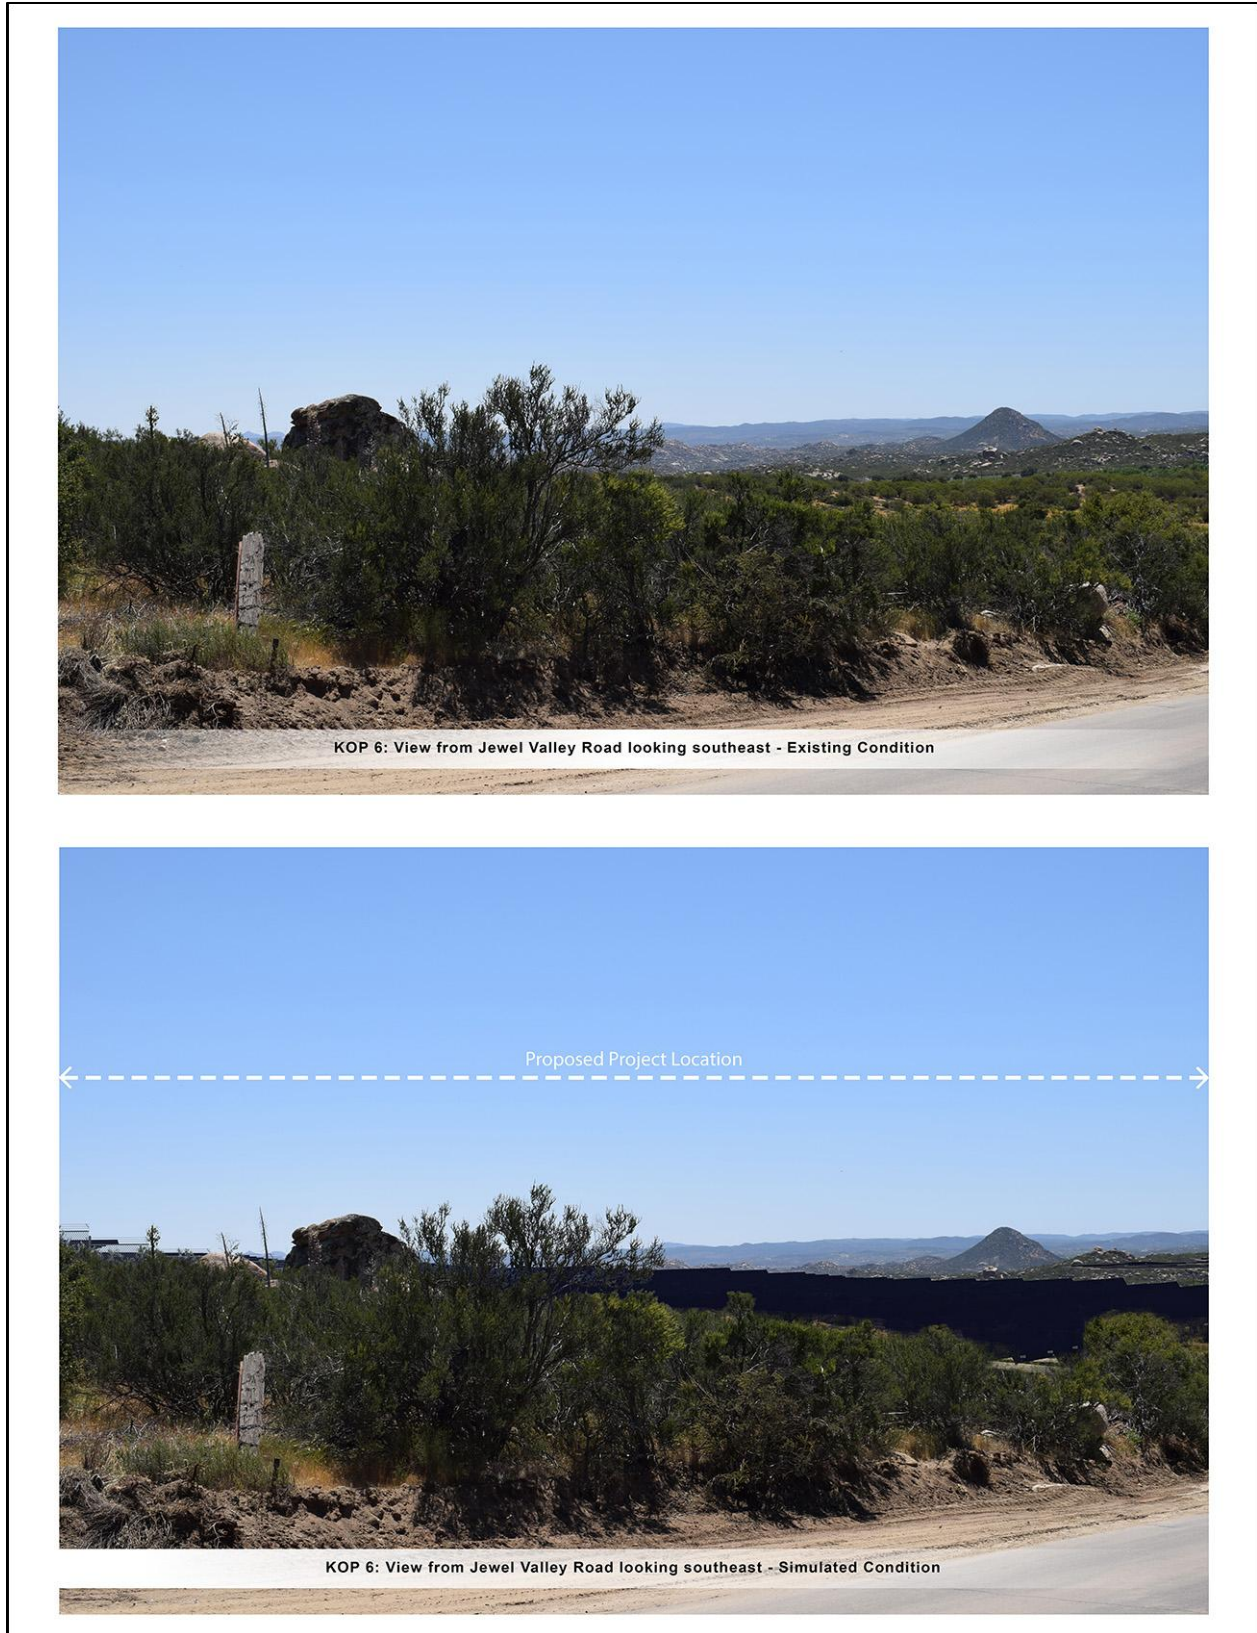 KOP 6: View from Jewel Valley Road looking southeast - Existing Condition
Proposed Project Location
KOP 6: View from Jewel Valley Road looking southeast - Simulated Condition